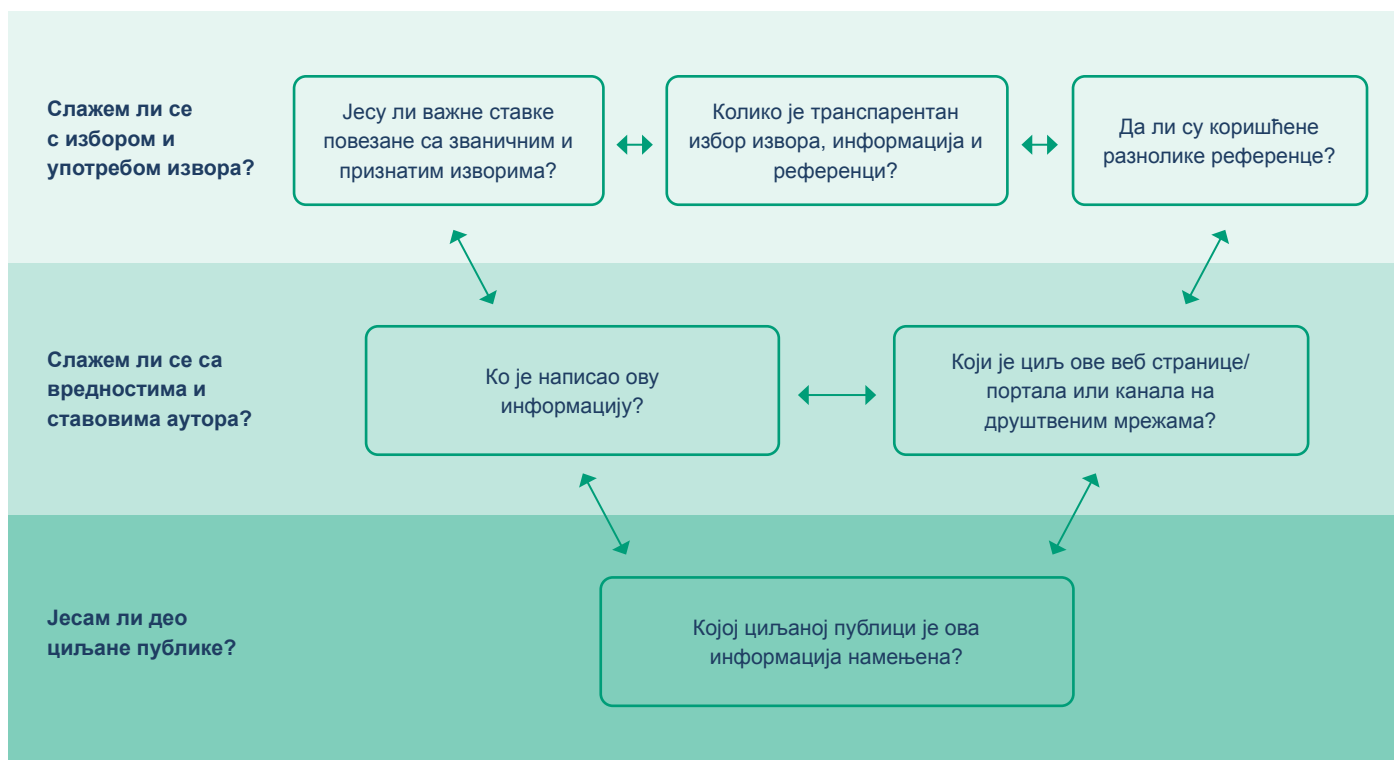 Слажем ли се
с избором и
употребом извора?
Јесу ли важне ставке
повезане са званичним и
признатим изворима?
Колико је транспарентан
избор извора, информација и
референци?
Да ли су коришћене
разнолике референце?
Слажем ли се са
вредностима и
ставовима аутора?
Ко је написао ову
информацију?
Који је циљ ове веб странице/
портала или канала на
друштвеним мрежама?
Јесам ли део
циљане публике?
Којој циљаној публици је ова
информација намењена?